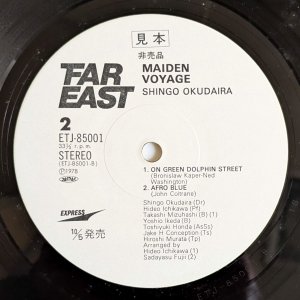 見本
非売品
FAR EAST
MAIDEN
VOYAGE
SHINGO OKUDAIRA
2
ETJ-85001
33⅓ r.p.m.
STEREO
(ETJ-85001-B)
Ⓟ1978
1. ON GREEN DOLPHIN STREET
(Bronislaw Kaper-Ned
Washington)
2. AFRO BLUE
(John Coltrane)
Shingo Okudaira (Dr)
Hideo Ichikawa (Pf)
Takashi Mizuhashi (B) (1)
Yoshio Ikeda (B)
Toshiyuki Honda (AsSs)
Jake H Conception (Ts)
Hiroshi Murata (Tp)
Arranged by
Hideo Ichikawa (1)
Sadayasu Fujii (2)
EXPRESS
10/5 発売